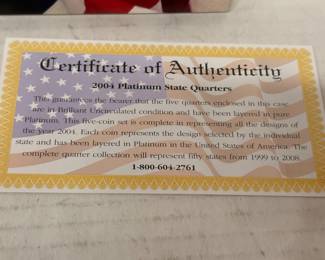 Certificate of Authenticity
2004 Platinum State Quarters
This guarantees the bearer that the five quarters enclosed in this case
are in Brilliant Uncirculated condition and have been layered in pure
Platinum. This five-coin set is complete in representing all the designs of
the year 2004. Each coin represents the design selected by the individual
state and has been layered in Platinum in the United States of America. The
complete quarter collection will represent fifty states from 1999 to 2008.
1-800-604-2761